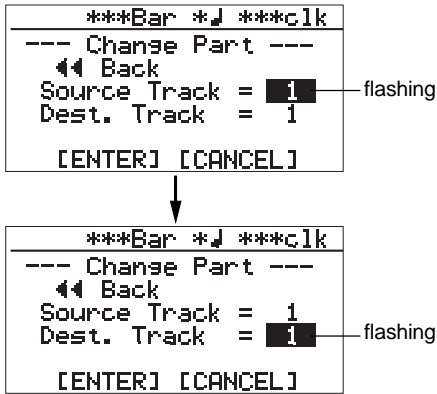 ***Bar *♩ ***clk
--- Change Part ---
◀◀ Back
Source Track = 1 flashing
Dest. Track = 1
[ENTER] [CANCEL]
***Bar *♩ ***clk
--- Change Part ---
◀◀ Back
Source Track = 1
Dest. Track = 1 flashing
[ENTER] [CANCEL]